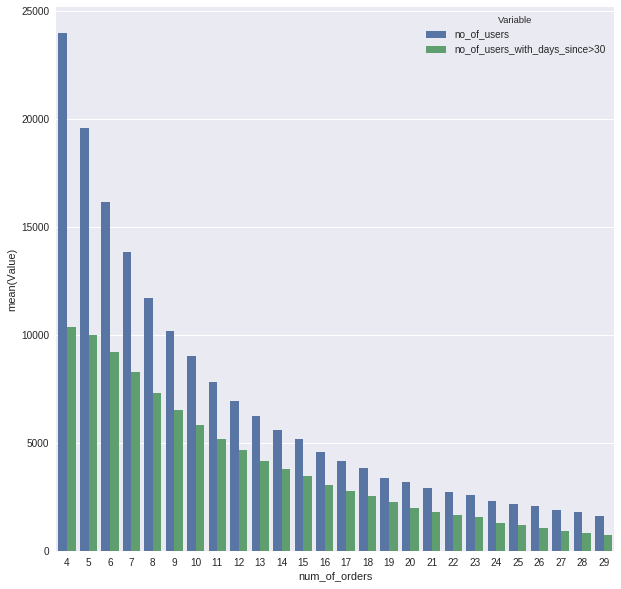 25000
20000
15000
10000
5000
0
mean(Value)
Variable
no_of_users
no_of_users_with_days_since>30
4 5 6 7 8 9 10 11 12 13 14 15 16 17 18 19 20 21 22 23 24 25 26 27 28 29
num_of_orders